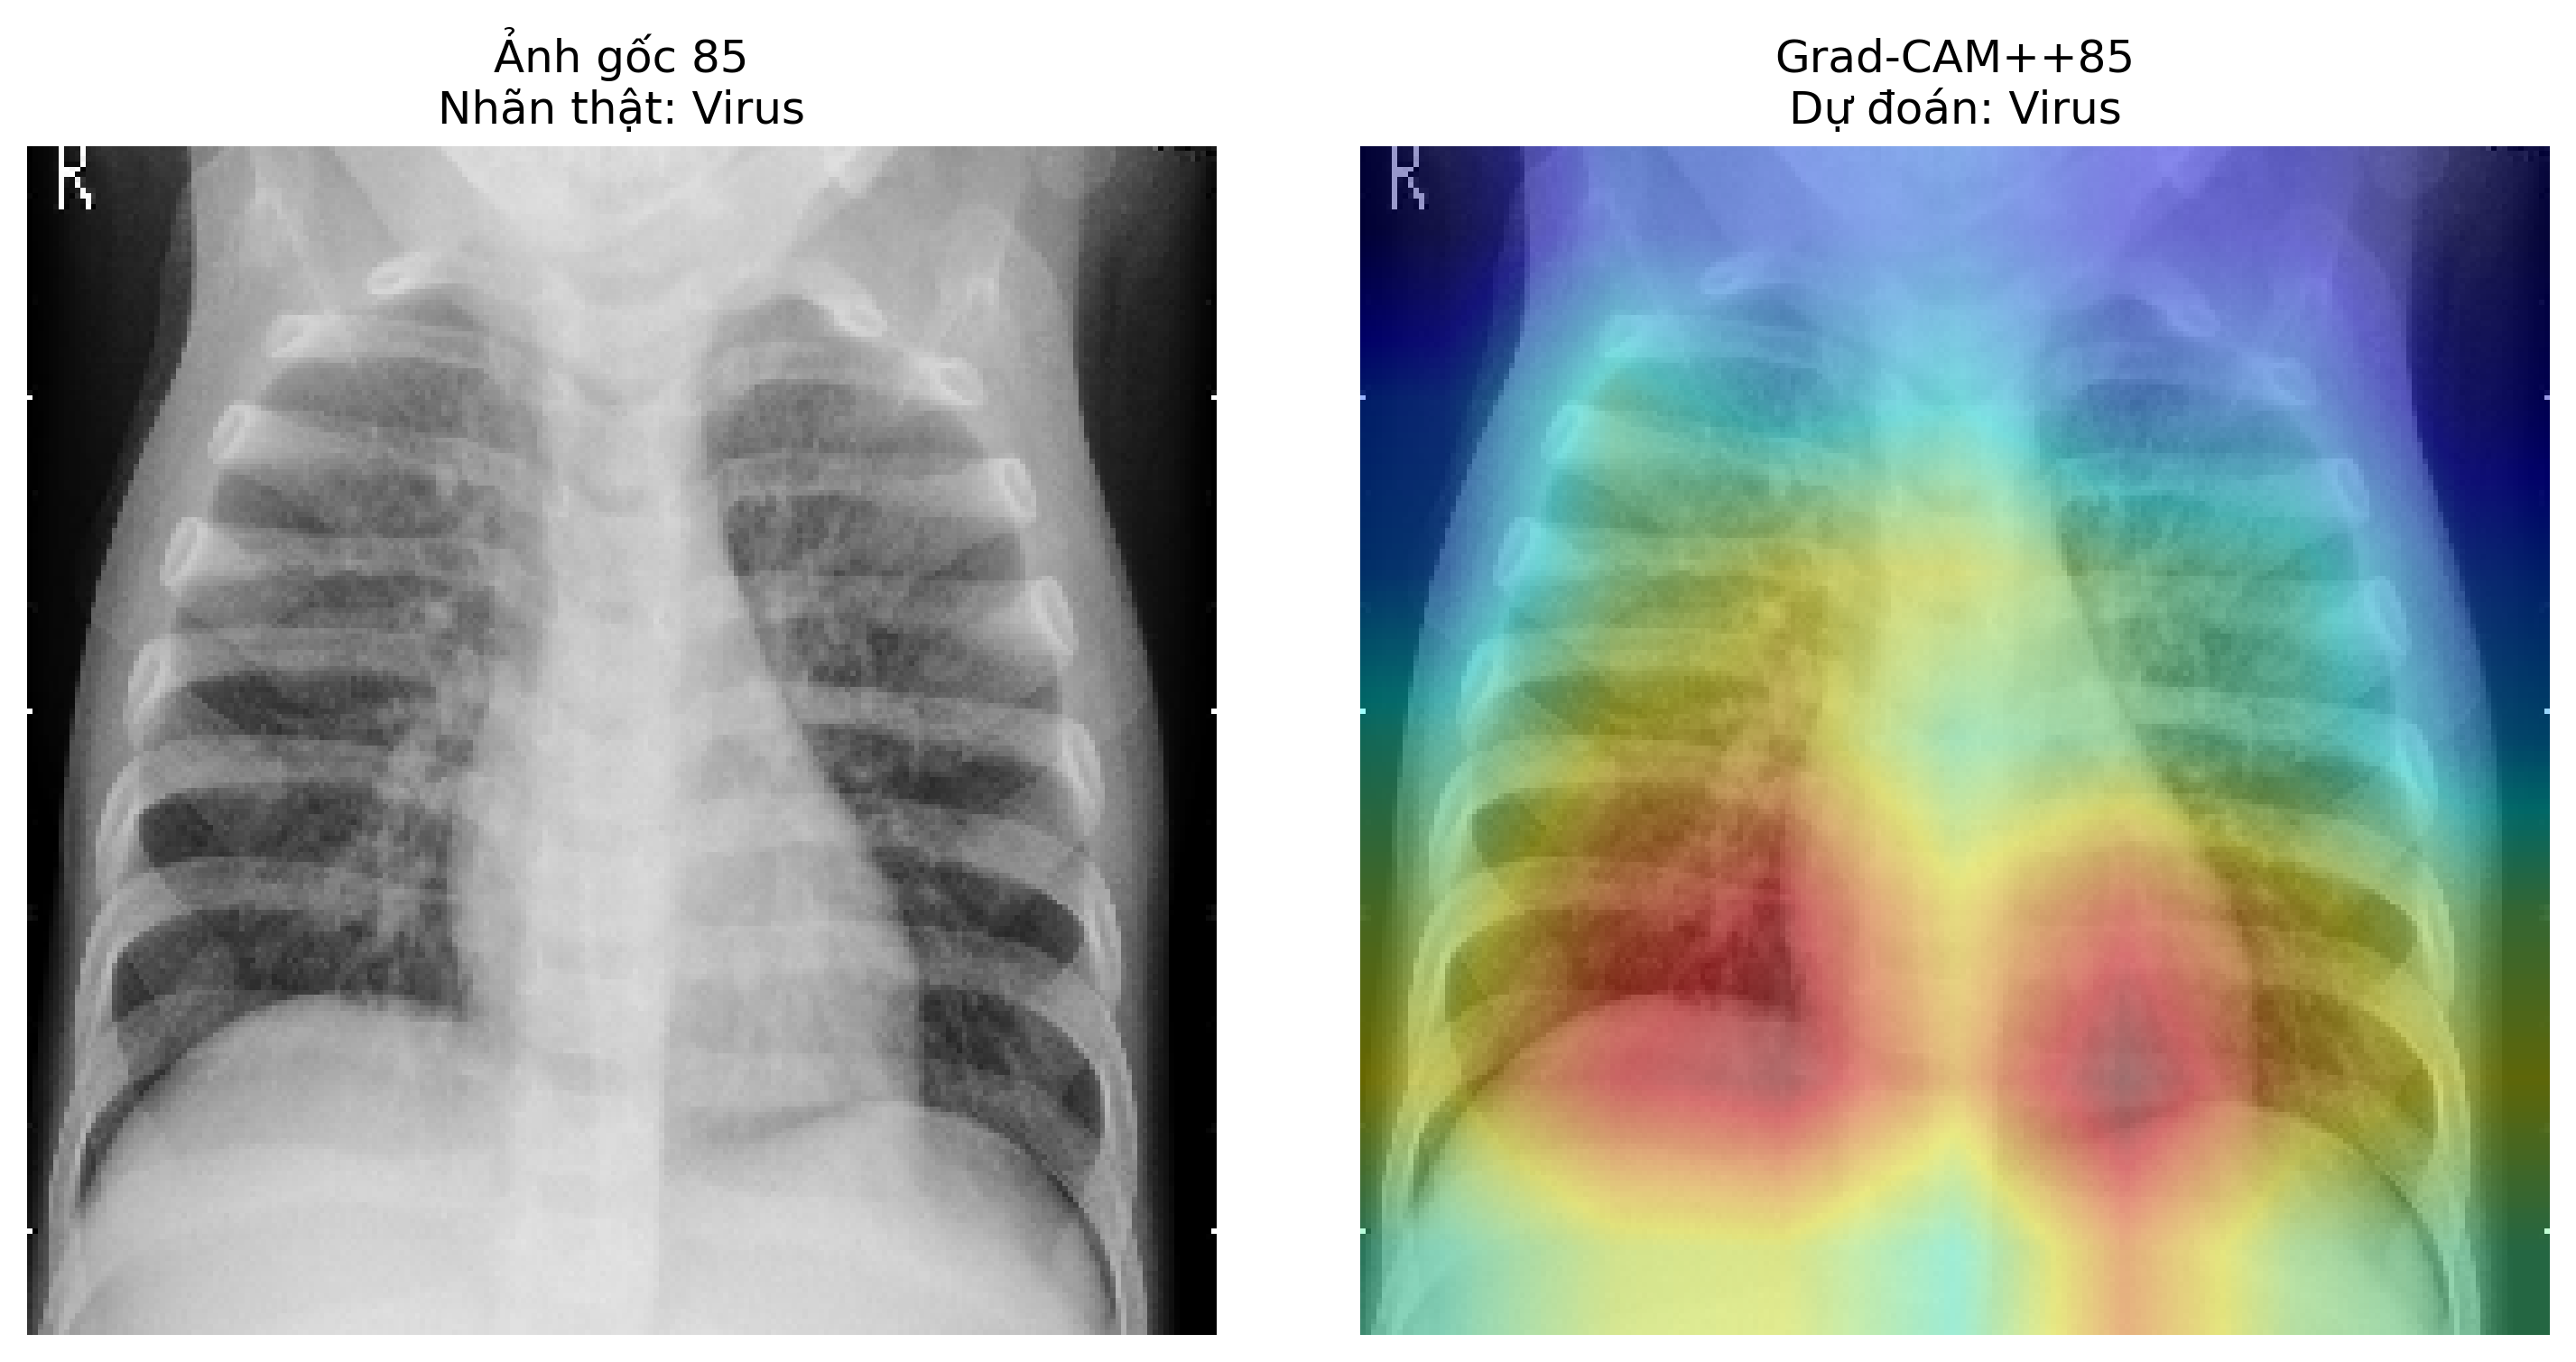 Ảnh gốc 85
Nhãn thật: Virus
Grad-CAM++85
Dự đoán: Virus
R
R